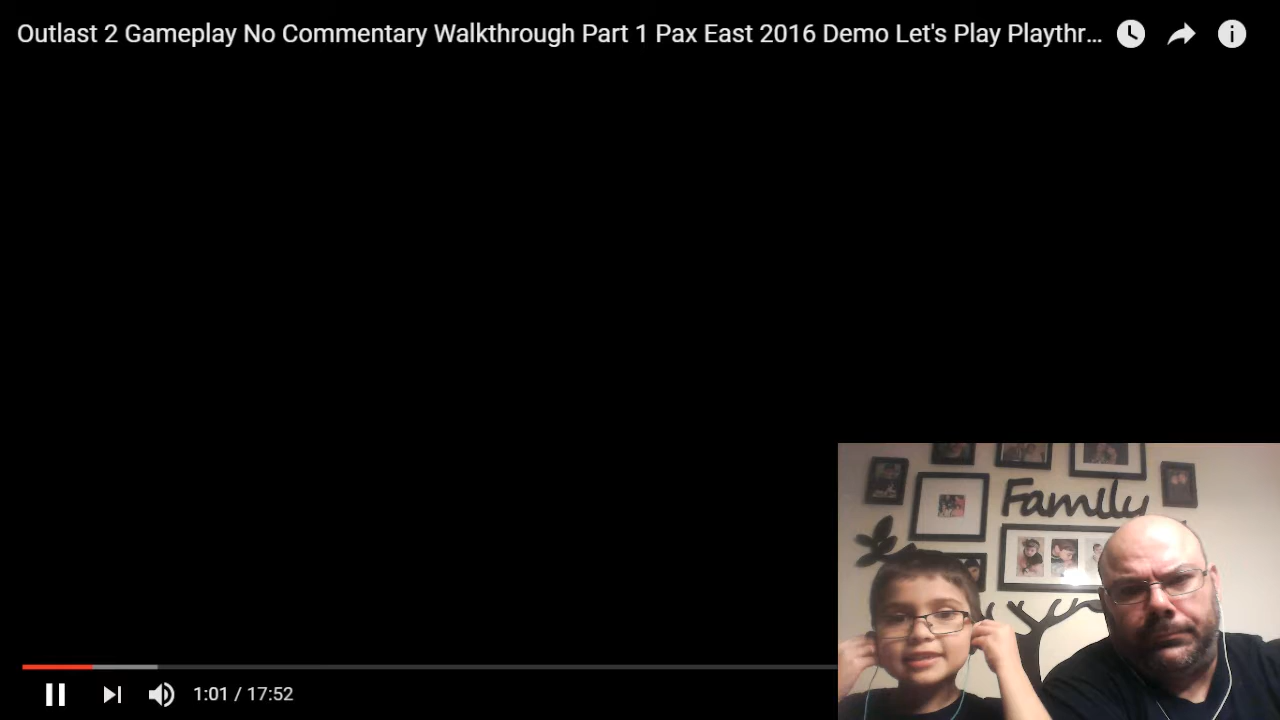 Outlast 2 Gameplay No Commentary Walkthrough Part 1 Pax East 2016 Demo Let's Play Playthr...
Family
1:01 / 17:52